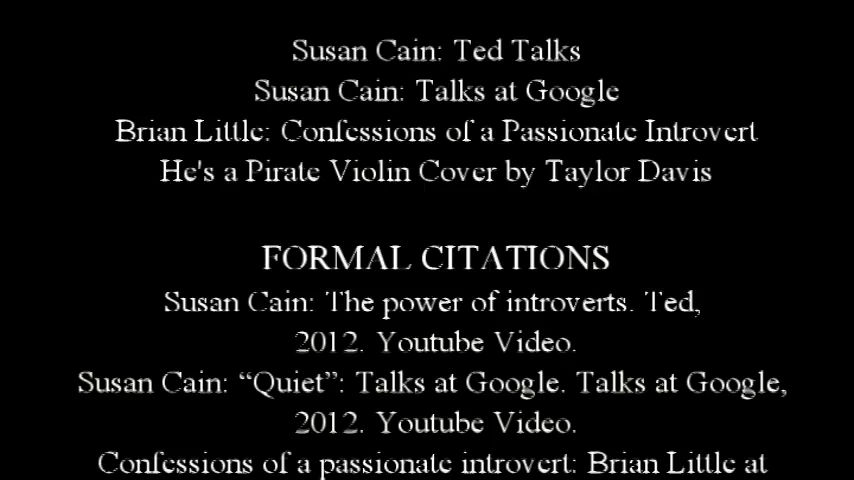 Susan Cain: Ted Talks
Susan Cain: Talks at Google
Brian Little: Confessions of a Passionate Introvert
He's a Pirate Violin Cover by Taylor Davis
FORMAL CITATIONS
Susan Cain: The power of introverts. Ted,
2012. Youtube Video.
Susan Cain: “Quiet”: Talks at Google. Talks at Google,
2012. Youtube Video.
Confessions of a passionate introvert: Brian Little at